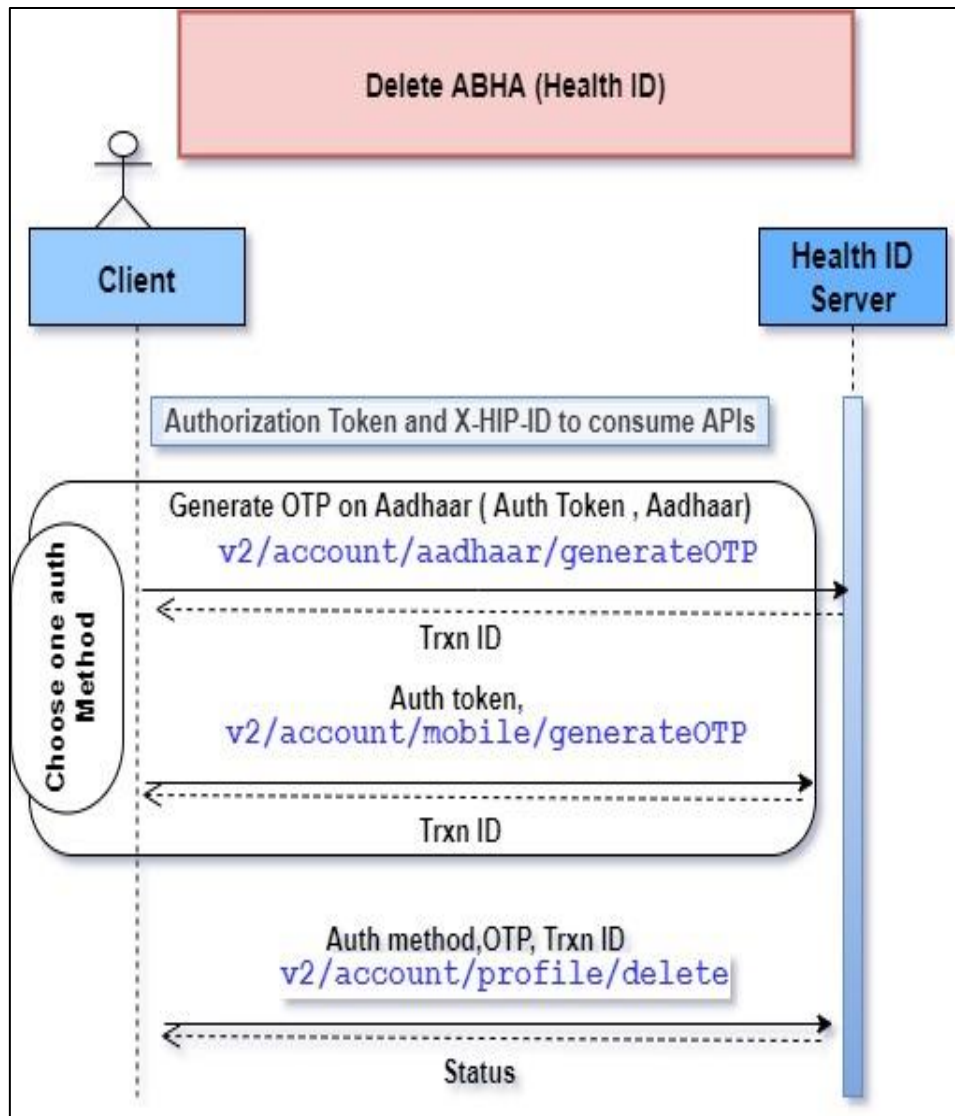 Delete ABHA (Health ID)
Client
Health ID
Server
Authorization Token and X-HIP-ID to consume APIs
Generate OTP on Aadhaar ( Auth Token , Aadhaar)
v2/account/aadhaar/generateOTP
Trxn ID
Choose one auth
Method
Auth token,
v2/account/mobile/generateOTP
Trxn ID
Auth method,OTP, Trxn ID
v2/account/profile/delete
Status